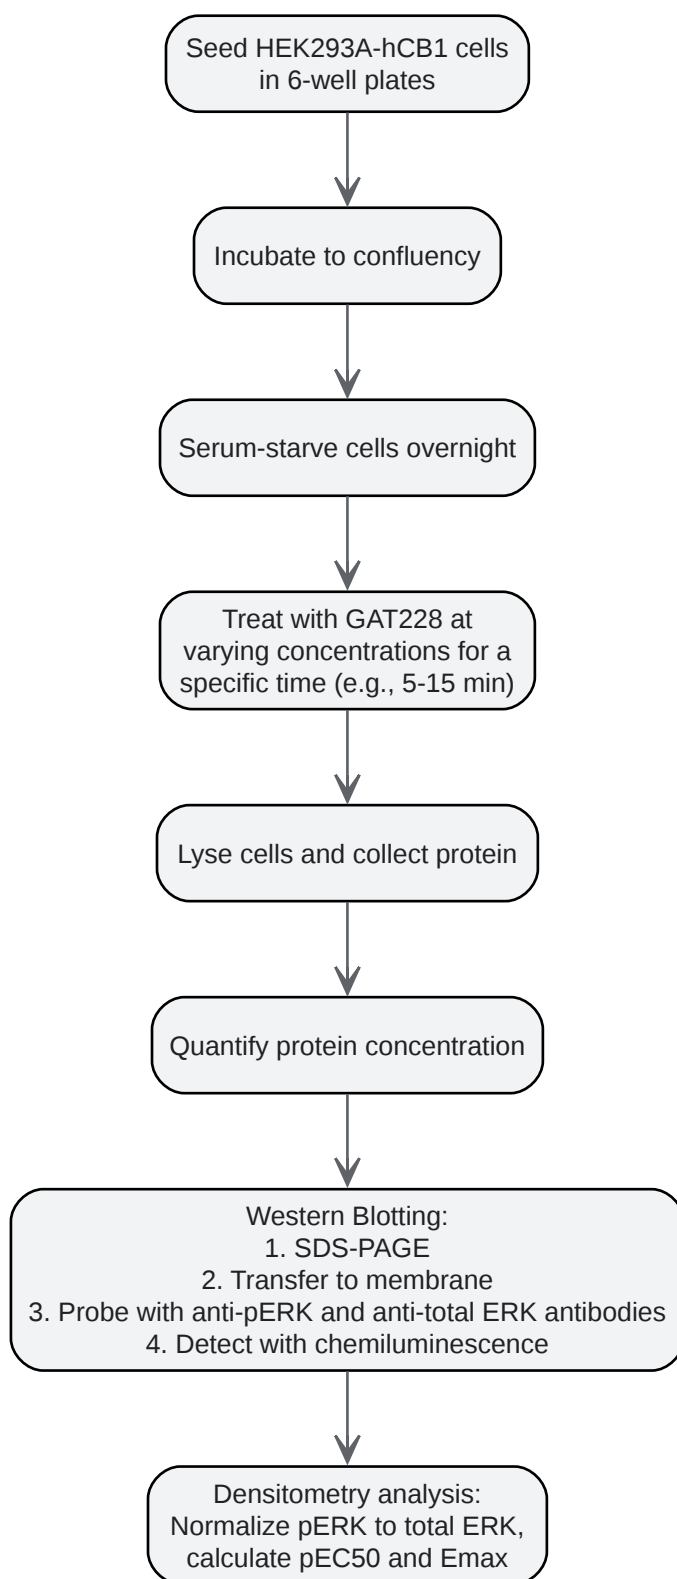 Seed HEK293A-hCB1 cells
in 6-well plates
Incubate to confluency
Serum-starve cells overnight
Treat with GAT228 at
varying concentrations for a
specific time (e.g., 5-15 min)
Lyse cells and collect protein
Quantify protein concentration
Western Blotting:
1. SDS-PAGE
2. Transfer to membrane
3. Probe with anti-pERK and anti-total ERK antibodies
4. Detect with chemiluminescence
Densitometry analysis:
Normalize pERK to total ERK,
calculate pEC50 and Emax